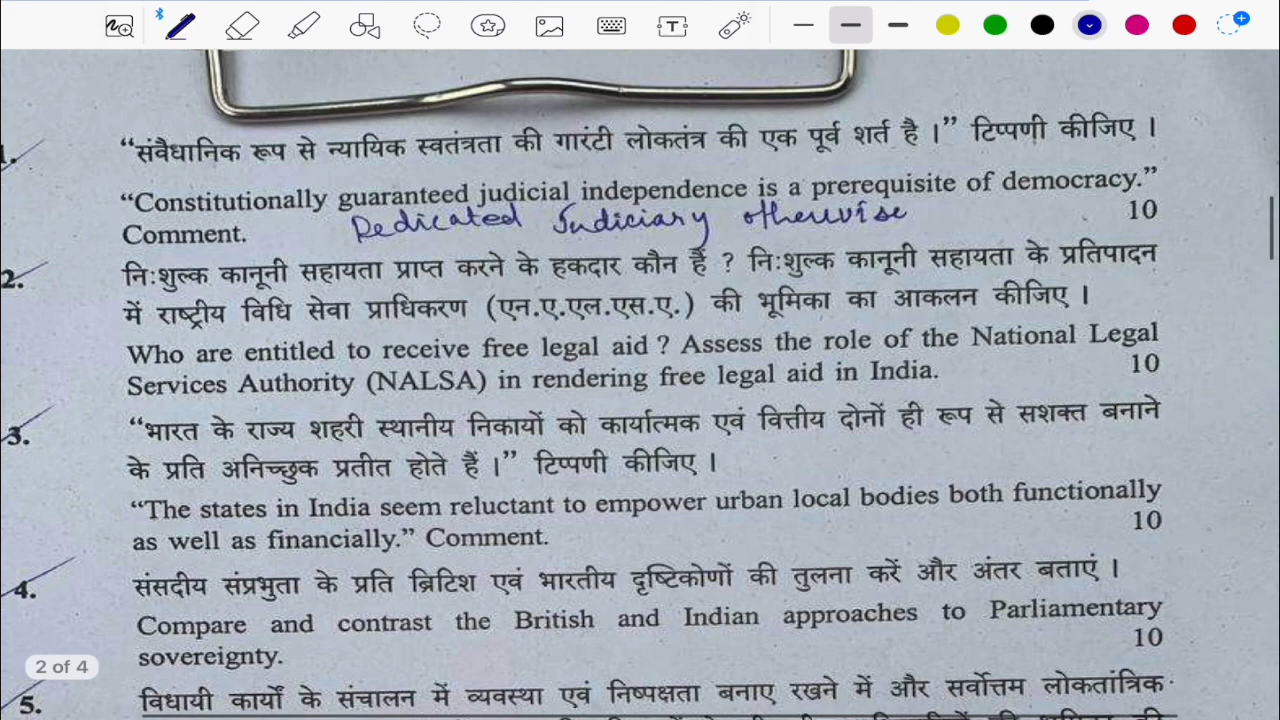 1.
“संवैधानिक रूप से न्यायिक स्वतंत्रता की गारंटी लोकतंत्र की एक पूर्व शर्त है ।” टिप्पणी कीजिए ।
“Constitutionally guaranteed judicial independence is a prerequisite of democracy.”
Comment. 10
Dedicated Judiciary otherwise
2. नि:शुल्क कानूनी सहायता प्राप्त करने के हकदार कौन हैं ? नि:शुल्क कानूनी सहायता के प्रतिपादन
में राष्ट्रीय विधि सेवा प्राधिकरण (एन.ए.एल.एस.ए.) की भूमिका का आकलन कीजिए ।
Who are entitled to receive free legal aid ? Assess the role of the National Legal
Services Authority (NALSA) in rendering free legal aid in India. 10
3. “भारत के राज्य शहरी स्थानीय निकायों को कार्यात्मक एवं वित्तीय दोनों ही रूप से सशक्त बनाने
के प्रति अनिच्छुक प्रतीत होते हैं ।” टिप्पणी कीजिए ।
“The states in India seem reluctant to empower urban local bodies both functionally
as well as financially.” Comment. 10
4. संसदीय संप्रभुता के प्रति ब्रिटिश एवं भारतीय दृष्टिकोणों की तुलना करें और अंतर बताएं ।
Compare and contrast the British and Indian approaches to Parliamentary
sovereignty. 10
2 of 4
5. विधायी कार्यों के संचालन में व्यवस्था एवं निष्पक्षता बनाए रखने में और सर्वोत्तम लोकतांत्रिक